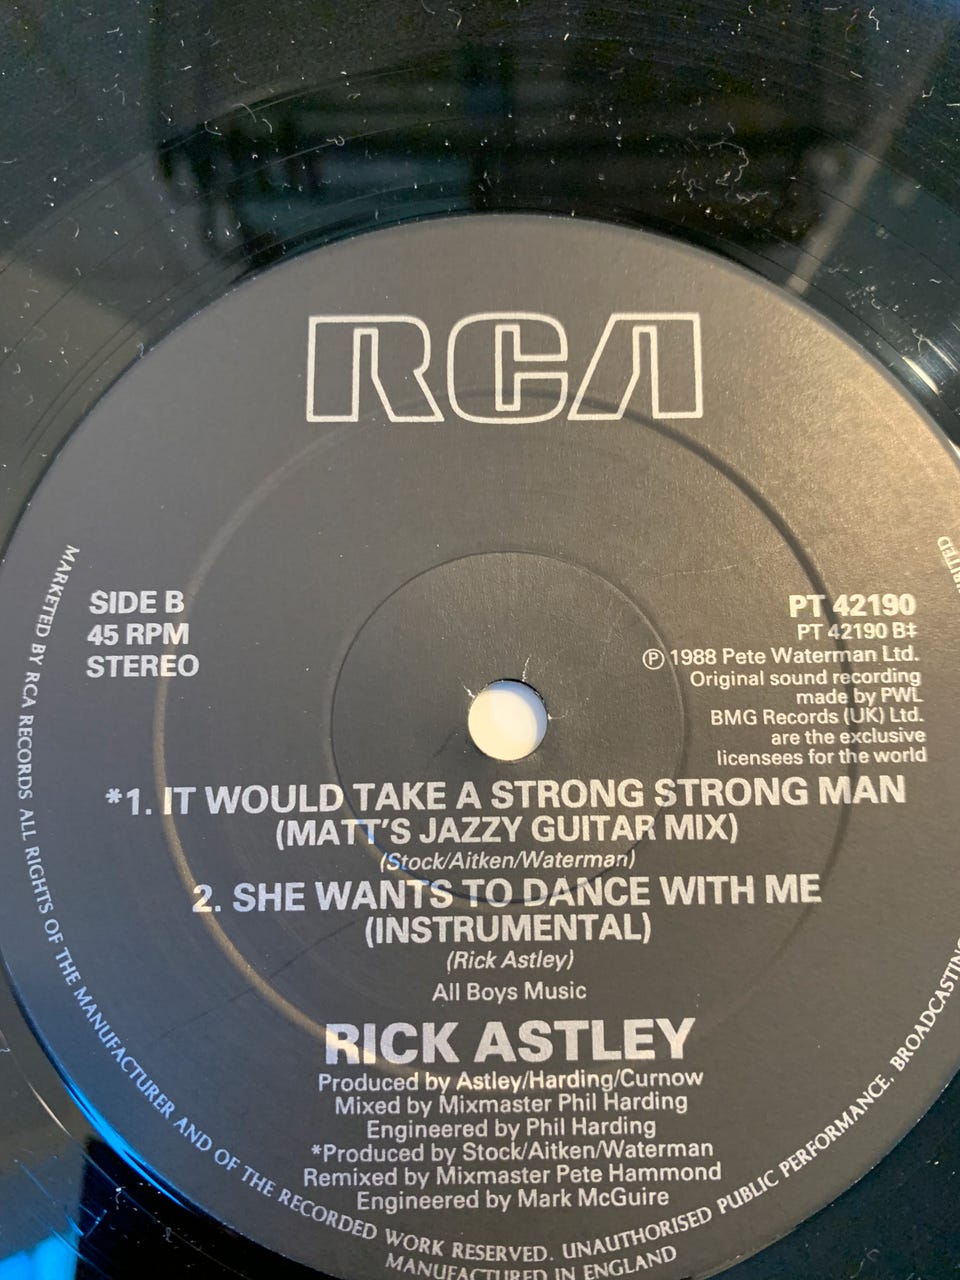 RCA
SIDE B
45 RPM
STEREO
PT 42190
PT 42190 B‡
Ⓟ 1988 Pete Waterman Ltd.
Original sound recording
made by PWL
BMG Records (UK) Ltd.
are the exclusive
licensees for the world
*1. IT WOULD TAKE A STRONG STRONG MAN
(MATT'S JAZZY GUITAR MIX)
(Stock/Aitken/Waterman)
2. SHE WANTS TO DANCE WITH ME
(INSTRUMENTAL)
(Rick Astley)
All Boys Music
RICK ASTLEY
Produced by Astley/Harding/Curnow
Mixed by Mixmaster Phil Harding
Engineered by Phil Harding
*Produced by Stock/Aitken/Waterman
Remixed by Mixmaster Pete Hammond
Engineered by Mark McGuire
MARKETED BY RCA RECORDS ALL RIGHTS OF THE MANUFACTURER AND OF THE RECORDED WORK RESERVED. UNAUTHORISED PUBLIC PERFORMANCE. BROADCASTING
MANUFACTURED IN ENGLAND